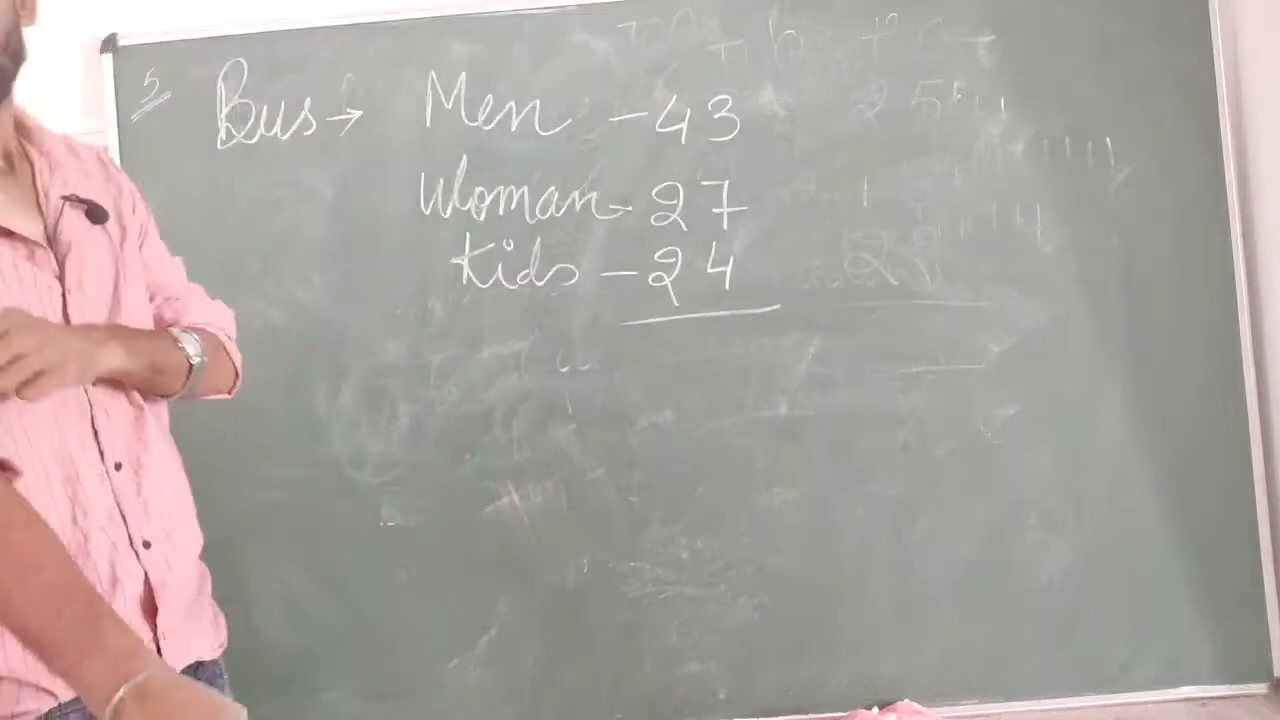 5 Bus → Men - 43
Woman - 27
Kids - 24